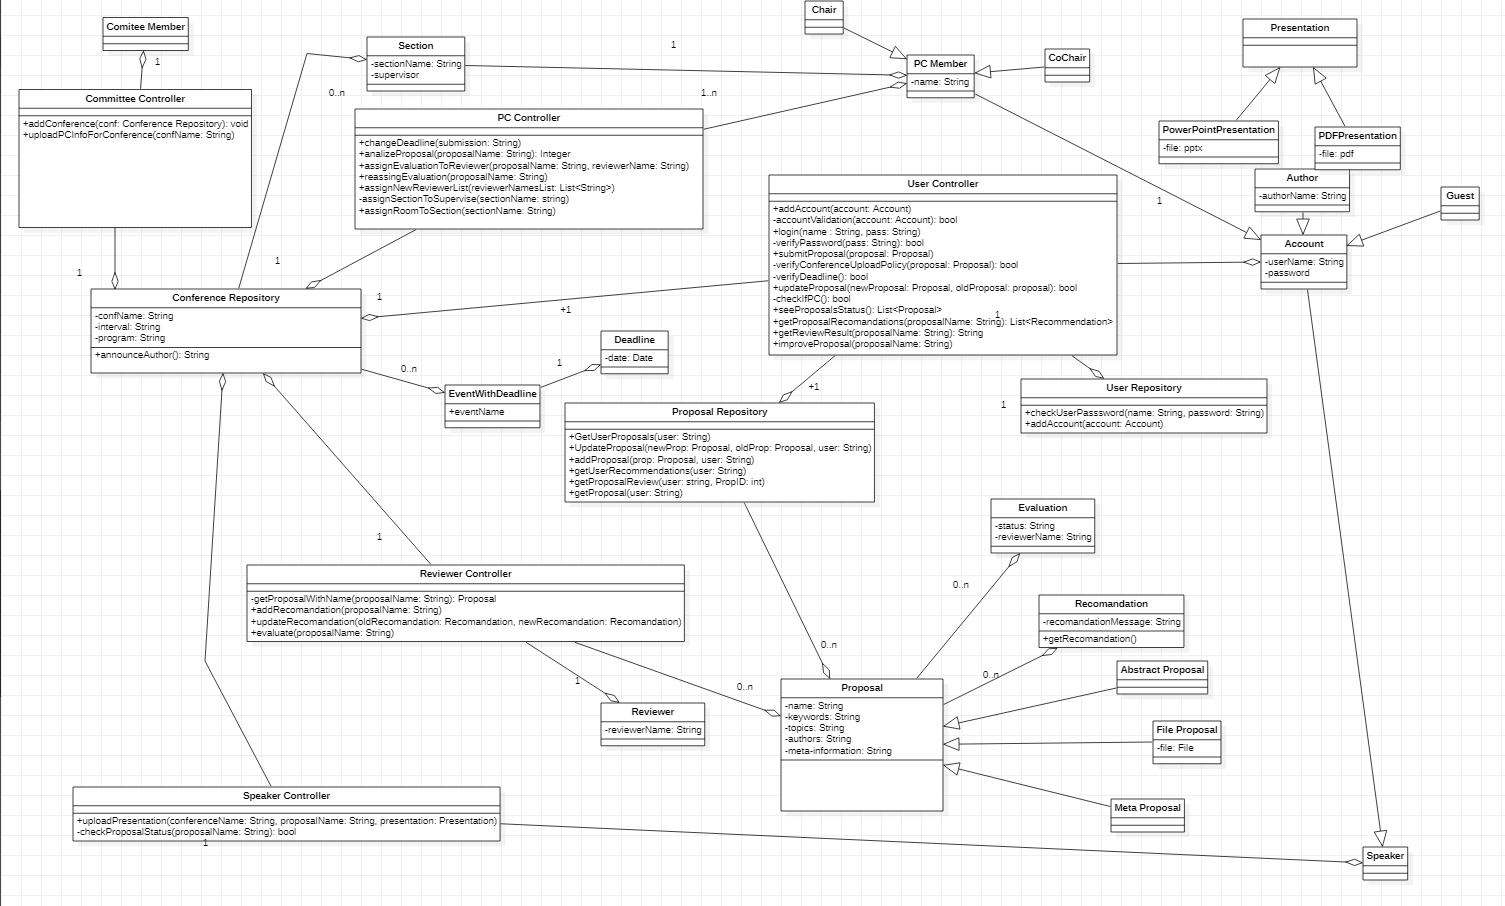 Chair
Comitee Member
1
Section
-sectionName: String
-supervisor
1
PC Member
-name: String
CoChair
Presentation
Committee Controller
+addConference(conf: Conference Repository): void
+uploadPCInfoForConference(confName: String)
0..n
1..n
PC Controller
+changeDeadline(submission: String)
+analizeProposal(proposalName: String): Integer
+assignEvaluationToReviewer(proposalName: String, reviewerName: String)
+reassingEvaluation(proposalName: String)
+assignNewReviewerList(reviewerNamesList: List<String>)
-assignSectionToSupervise(sectionName: string)
+assignRoomToSection(sectionName: String)
PowerPointPresentation
-file: pptx
PDFPresentation
-file: pdf
User Controller
+addAccount(account: Account)
-accountValidation(account: Account): bool
+login(name : String, pass: String)
-verifyPassword(pass: String): bool
+submitProposal(proposal: Proposal)
-verifyConferenceUploadPolicy(proposal: Proposal): bool
-verifyDeadline(): bool
+updateProposal(newProposal: Proposal, oldProposal: proposal): bool
-checkIfPC(): bool
+seeProposalsStatus(): List<Proposal>
+getProposalRecomandations(proposalName: String): List<Recommendation>
+getReviewResult(proposalName: String): String
+improveProposal(proposalName: String)
1
Author
-authorName: String
Guest
1
Account
-userName: String
-password
1
1
Conference Repository
-confName: String
-interval: String
-program: String
+announceAuthor(): String
1
+1
Deadline
-date: Date
1
0..n
EventWithDeadline
+eventName
+1
User Repository
+checkUserPasssword(name: String, password: String)
+addAccount(account: Account)
1
Proposal Repository
+GetUserProposals(user: String)
+UpdateProposal(newProp: Proposal, oldProp: Proposal, user: String)
+addProposal(prop: Proposal, user: String)
+getUserRecommendations(user: String)
+getProposalReview(user: string, PropID: int)
+getProposal(user: String)
Evaluation
-status: String
-reviewerName: String
1
Reviewer Controller
-getProposalWithName(proposalName: String): Proposal
+addRecomandation(proposalName: String)
+updateRecomandation(oldRecomandation: Recomandation, newRecomandation: Recomandation)
+evaluate(proposalName: String)
0..n
Recomandation
-recomandationMessage: String
+getRecomandation()
0..n
0..n
Abstract Proposal
1
0..n
Proposal
-name: String
-keywords: String
-topics: String
-authors: String
-meta-information: String
Reviewer
-reviewerName: String
File Proposal
-file: File
Speaker Controller
+uploadPresentation(conferenceName: String, proposalName: String, presentation: Presentation)
-checkProposalStatus(proposalName: String): bool
1
Meta Proposal
Speaker